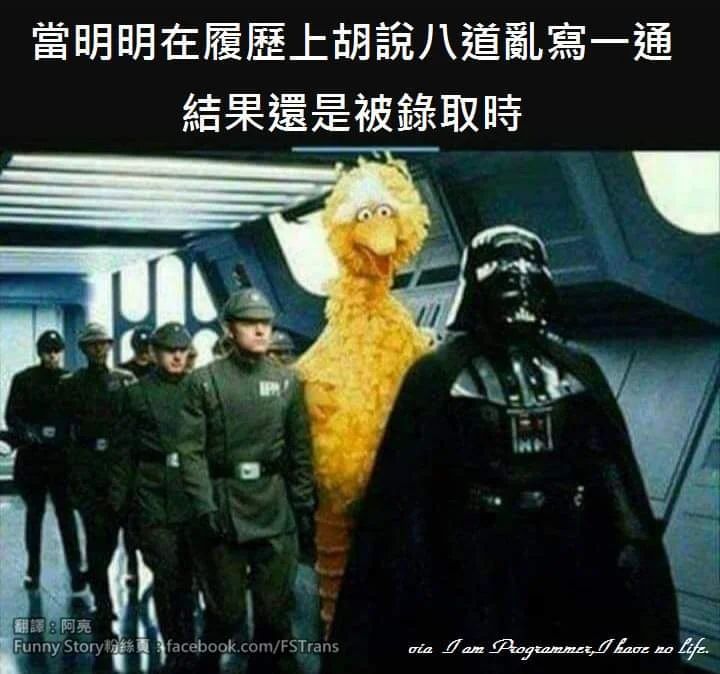 當明明在履歷上胡說八道亂寫一通
結果還是被錄取時
翻譯：阿亮
Funny Story粉絲頁：facebook.com/FSTrans
via I am Programmer,I have no life.